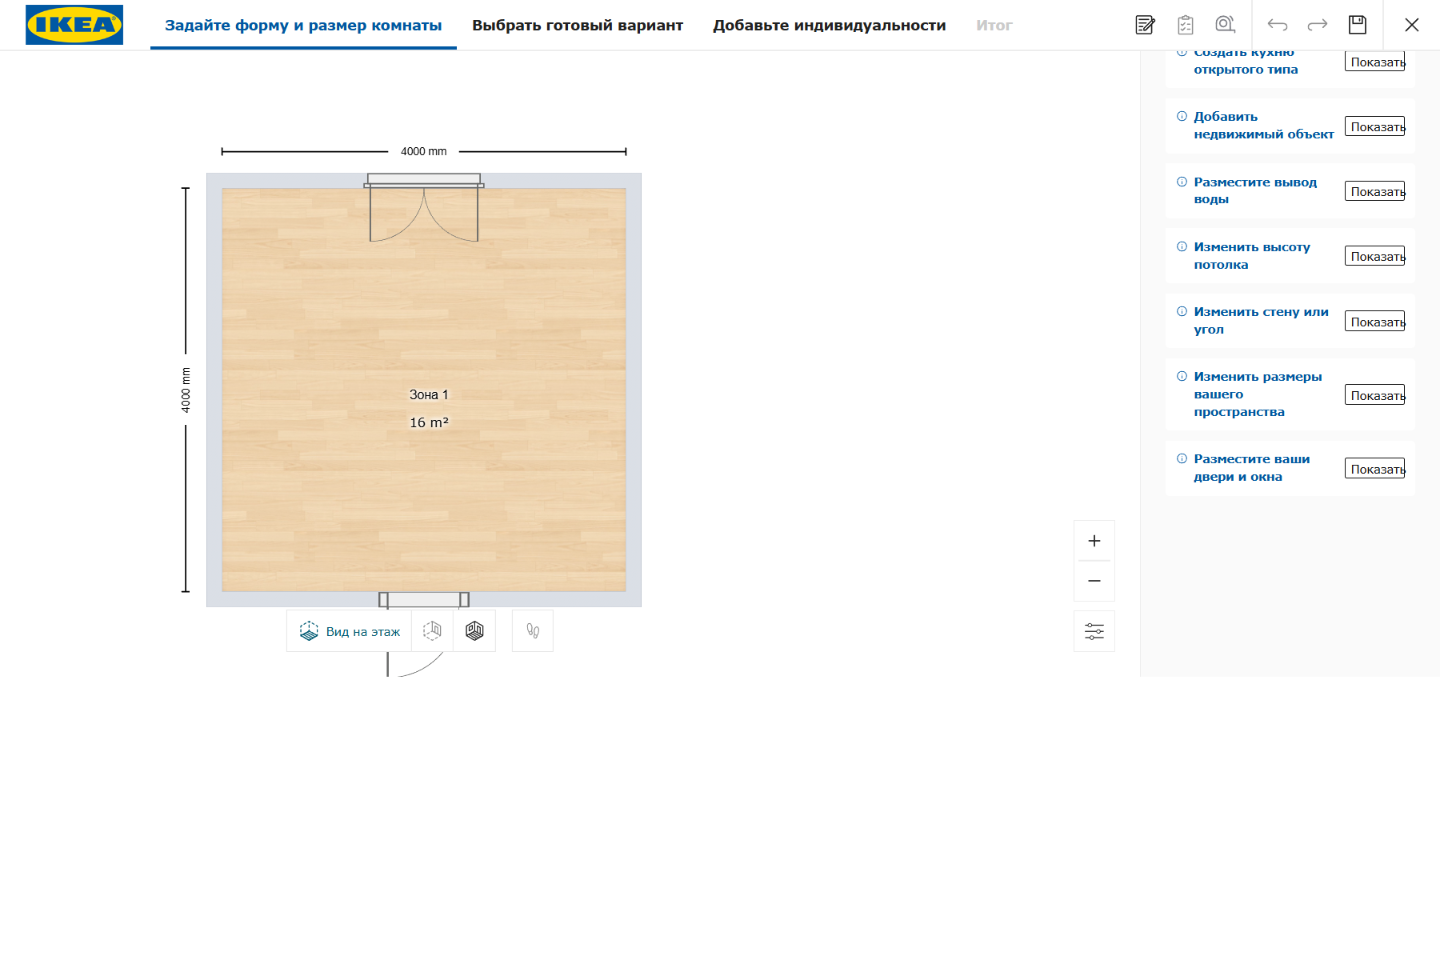 IKEA
Задайте форму и размер комнаты
Выбрать готовый вариант
Добавьте индивидуальности
Итог
Создать кухню
открытого типа
Показать
Добавить
недвижимый объект
Показать
Разместите вывод
воды
Показать
Изменить высоту
потолка
Показать
Изменить стену или
угол
Показать
Изменить размеры
вашего
пространства
Показать
Разместите ваши
двери и окна
Показать
4000 mm
4000 mm
Зона 1
16 m²
Вид на этаж